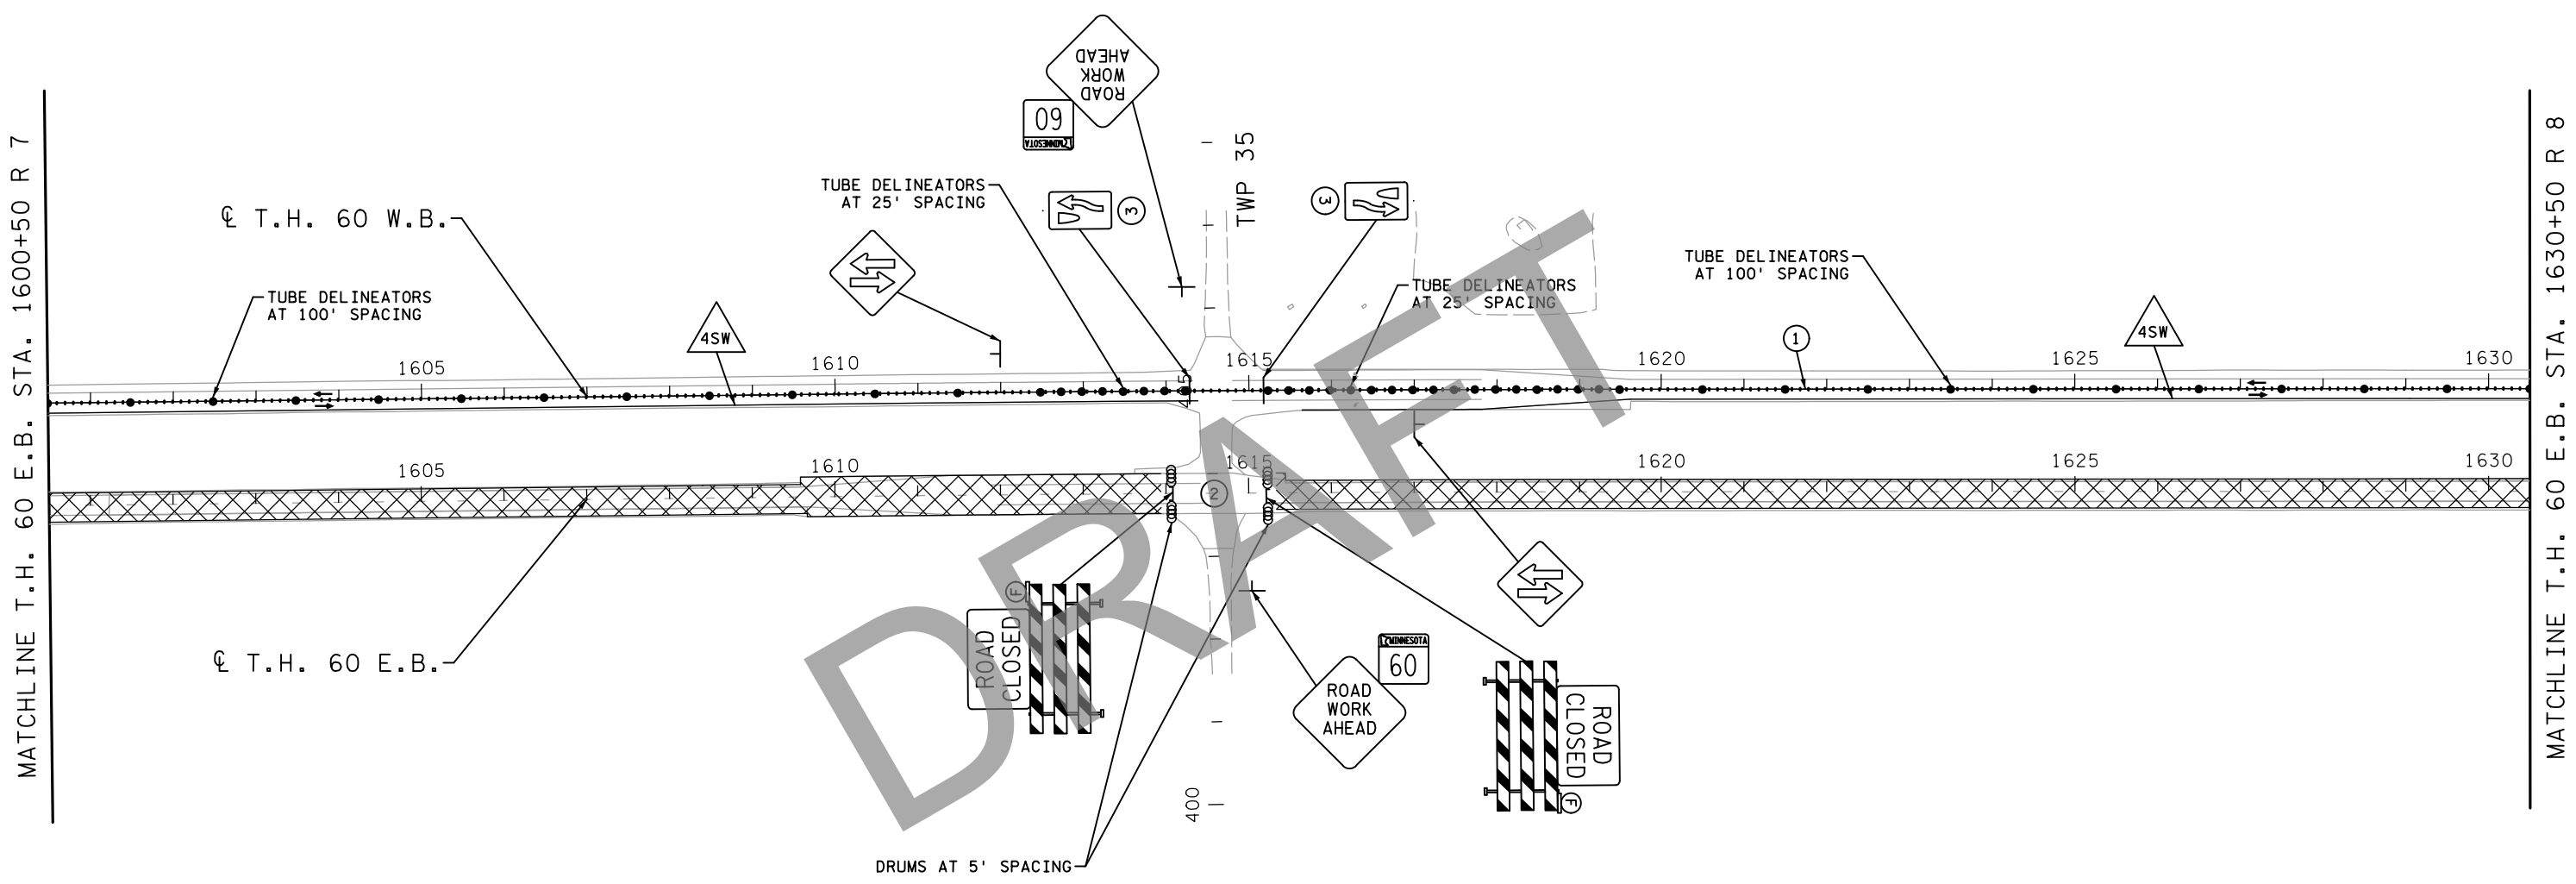 ROAD
WORK
AHEAD
60
MINNESOTA
TWP 35
TUBE DELINEATORS
AT 25' SPACING
3
3
℄ T.H. 60 W.B.
TUBE DELINEATORS
AT 100' SPACING
4SW
TUBE DELINEATORS
AT 25' SPACING
TUBE DELINEATORS
AT 100' SPACING
1
4SW
E
1605
1610
1615
1620
1625
1630
415
1605
1610
1615
1620
1625
1630
2
MATCHLINE T.H. 60 E.B. STA. 1600+50 R 7
MATCHLINE T.H. 60 E.B. STA. 1630+50 R 8
℄ T.H. 60 E.B.
F
ROAD
CLOSED
MINNESOTA
60
ROAD
WORK
AHEAD
ROAD
CLOSED
F
400
DRUMS AT 5' SPACING
DRAFT